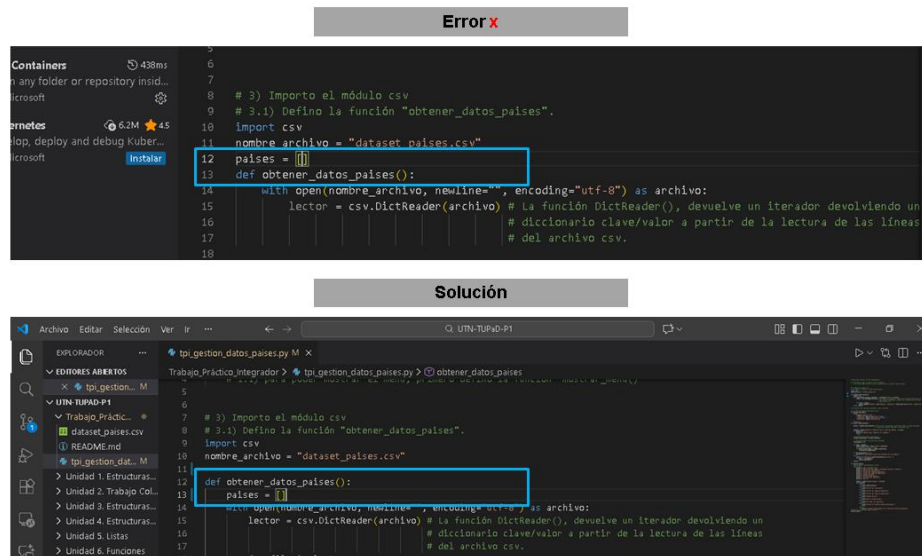 Error x
Containers 438ms
n any folder or repository insid...
icrosoft
ernetes 6.2M 4.5
elop, deploy and debug Kuber...
icrosoft Instalar
5
6
7
8 # 3) Importo el módulo csv
9 # 3.1) Defino la función "obtener_datos_paises".
10 import csv
11 nombre_archivo = "dataset_paises.csv"
12 paises = []
13 def obtener_datos_paises():
14 with open(nombre_archivo, newline="", encoding="utf-8") as archivo:
15 lector = csv.DictReader(archivo) # La función DictReader(), devuelve un iterador devolviendo un
16 # diccionario clave/valor a partir de la lectura de las líneas
17 # del archivo csv.
18
Solución
Archivo Editar Selección Ver Ir ... UTN-TUPaD-P1
EXPLORADOR ...
EDITORES ABIERTOS
tpi_gestion... M
UTN-TUPAD-P1
Trabajo_Práctic...
dataset_paises.csv
README.md
tpi_gestion_dat... M
Unidad 1. Estructuras...
Unidad 2. Trabajo Col...
Unidad 3. Estructuras...
Unidad 4. Estructuras...
Unidad 5. Listas
Unidad 6. Funciones
1
tpi_gestion_datos_paises.py M
Trabajo_Práctico_Integrador > tpi_gestion_datos_paises.py > obtener_datos_paises
5
6
7
8 # 3) Importo el módulo csv
8 # 3.1) Defino la función "obtener_datos_paises".
9 import csv
10 nombre_archivo = "dataset_paises.csv"
11
12 def obtener_datos_paises():
13 paises = []
14 with open(nombre_archivo, newline="", encoding="utf-8") as archivo:
15 lector = csv.DictReader(archivo) # La función DictReader(), devuelve un iterador devolviendo un
16 # diccionario clave/valor a partir de la lectura de las líneas
17 # del archivo csv.